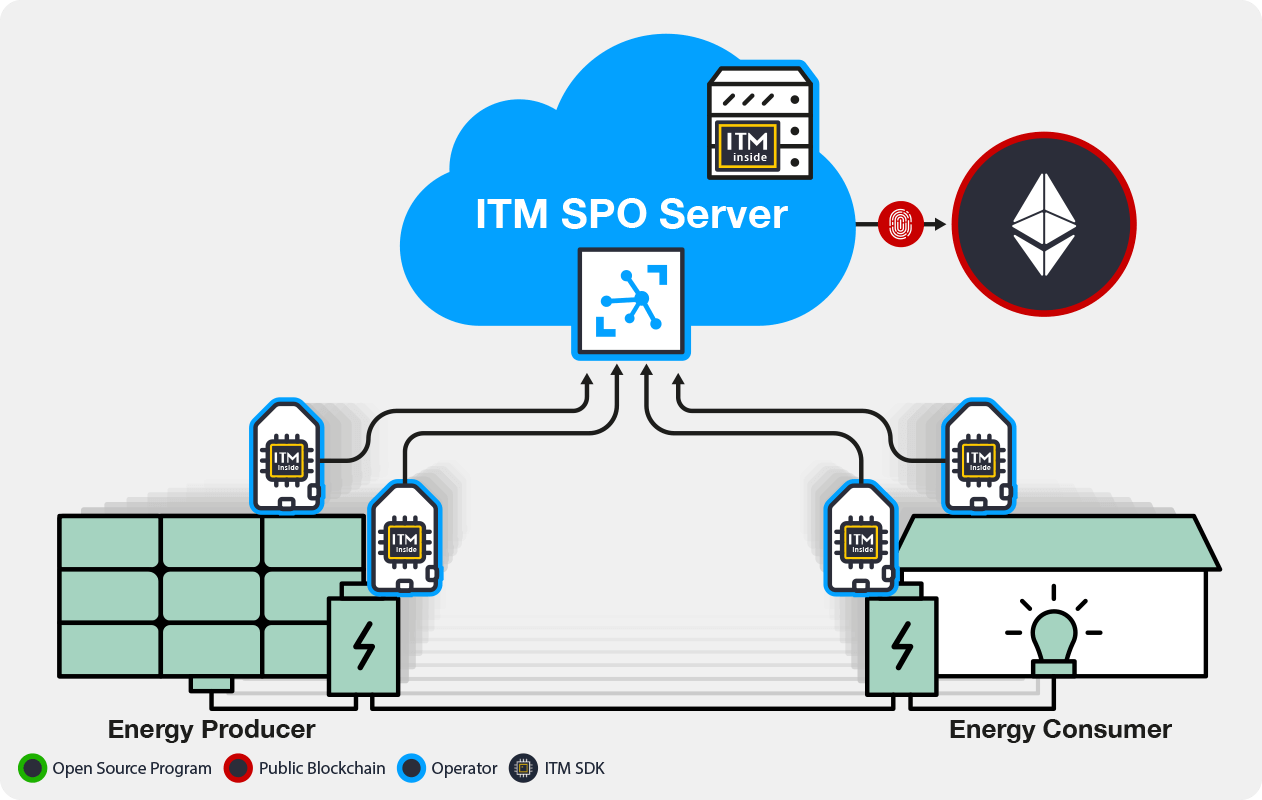 ITM
inside
ITM SPO Server
ITM
inside
ITM
inside
ITM
inside
ITM
inside
Energy Producer
Energy Consumer
Open Source Program
Public Blockchain
Operator
ITM SDK